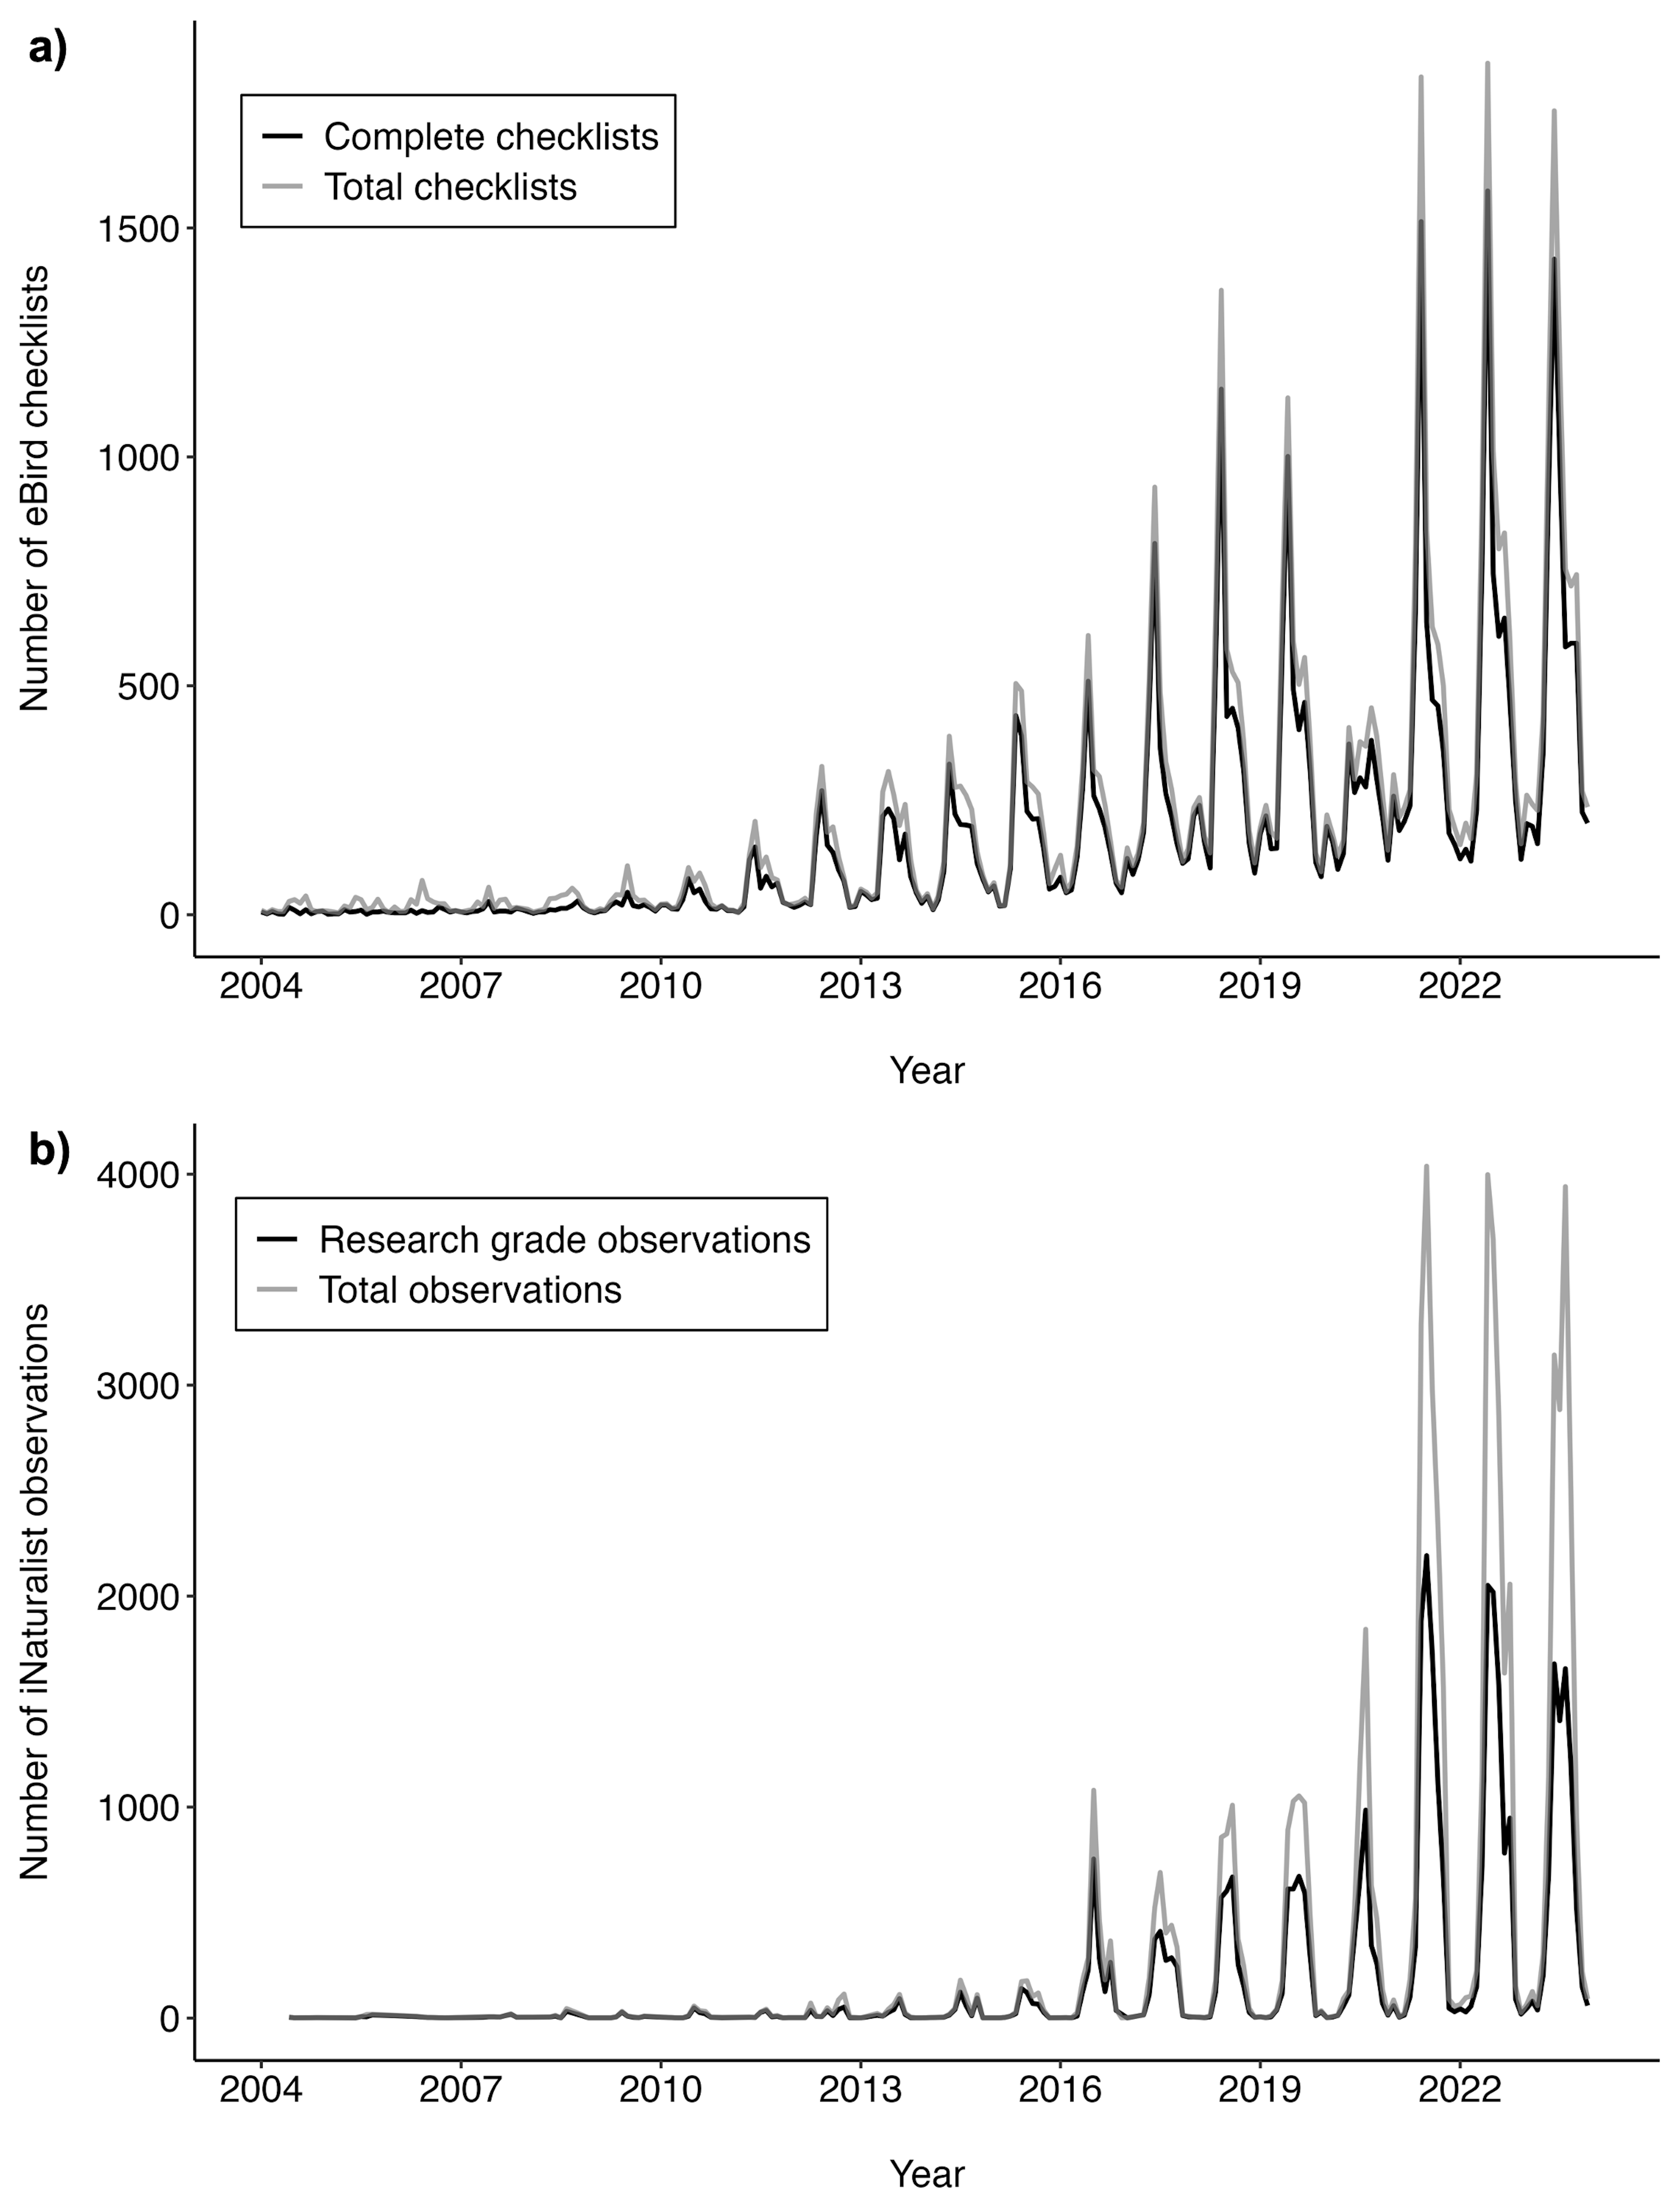 a)
Complete checklists
Total checklists
Number of eBird checklists
1500
1000
500
0
2004 2007 2010 2013 2016 2019 2022
Year
b)
Research grade observations
Total observations
Number of iNaturalist observations
4000
3000
2000
1000
0
2004 2007 2010 2013 2016 2019 2022
Year